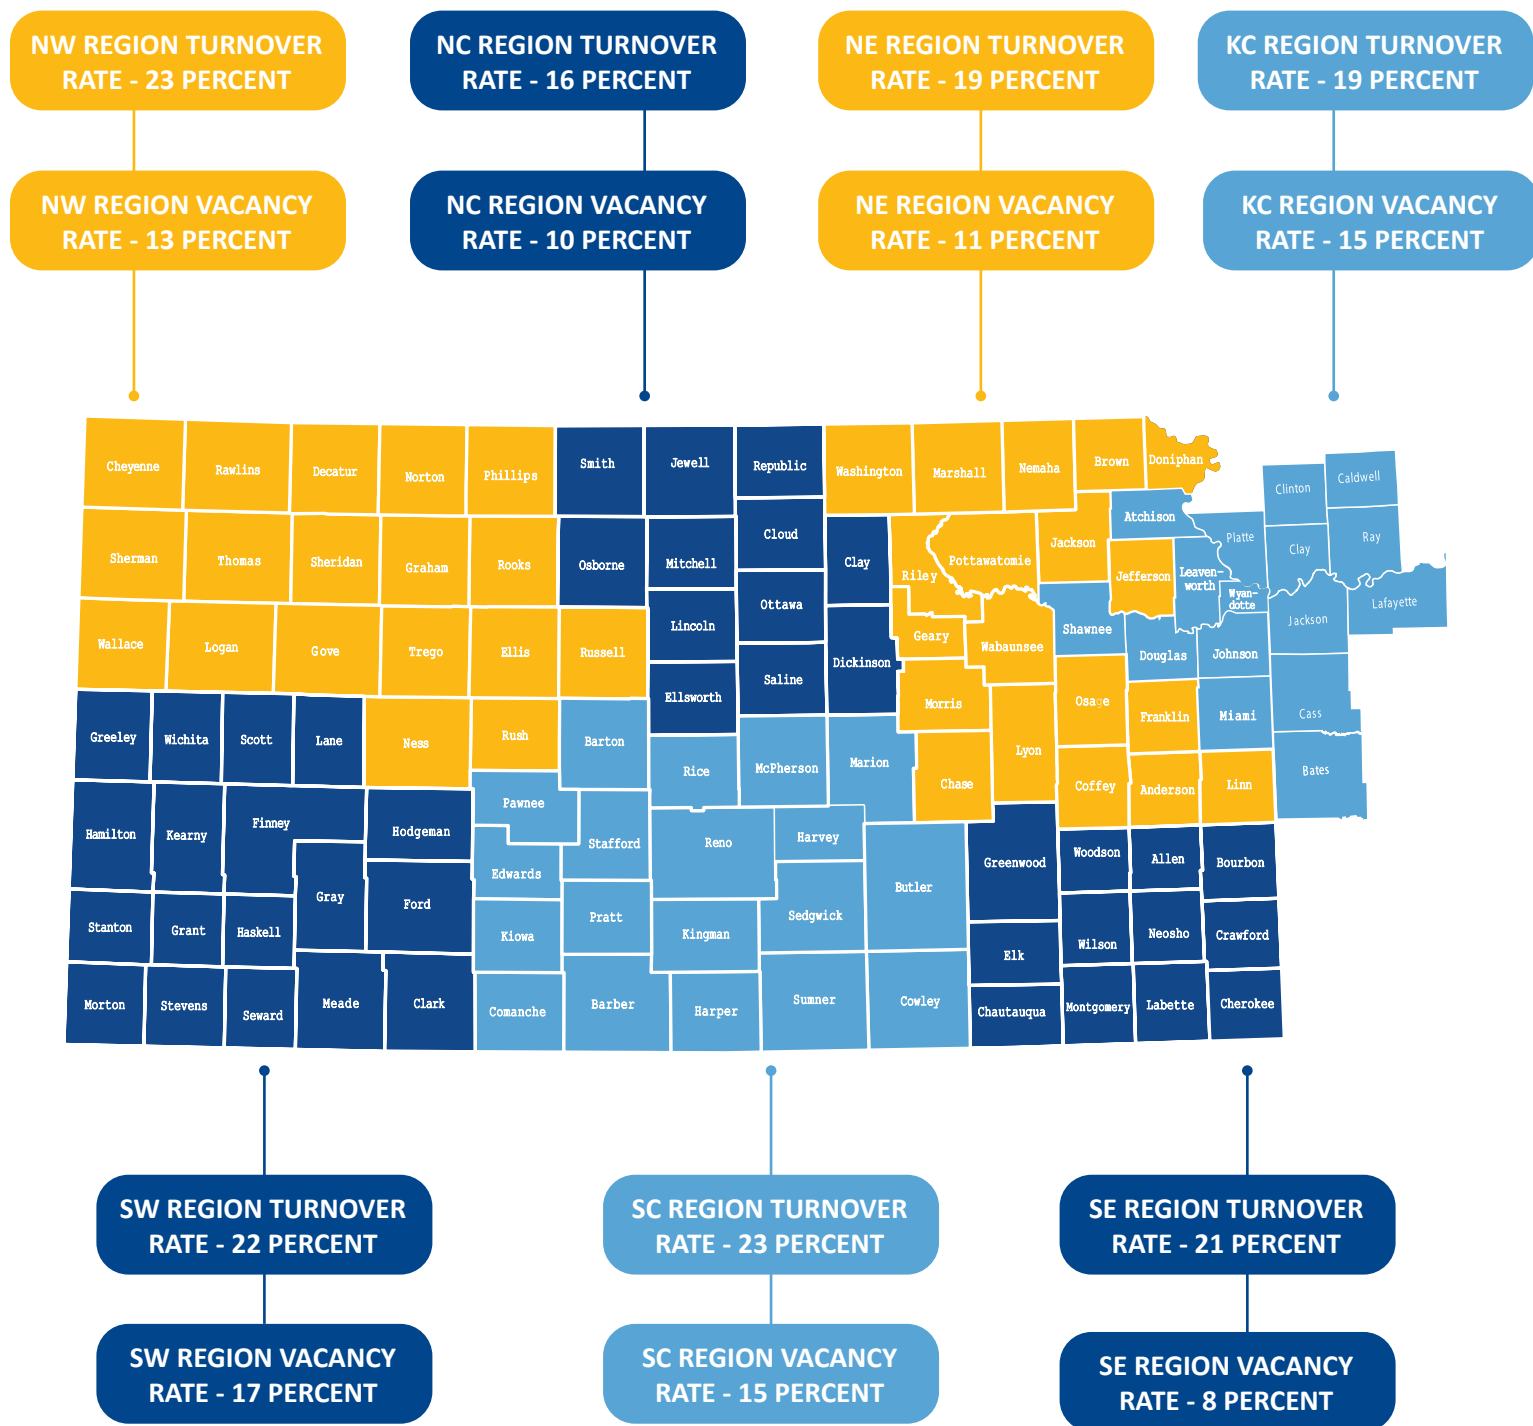 NW REGION TURNOVER
RATE - 23 PERCENT
NC REGION TURNOVER
RATE - 16 PERCENT
NE REGION TURNOVER
RATE - 19 PERCENT
KC REGION TURNOVER
RATE - 19 PERCENT
NW REGION VACANCY
RATE - 13 PERCENT
NC REGION VACANCY
RATE - 10 PERCENT
NE REGION VACANCY
RATE - 11 PERCENT
KC REGION VACANCY
RATE - 15 PERCENT
Cheyenne
Rawlins
Decatur
Norton
Phillips
Smith
Jewell
Republic
Washington
Marshall
Nemaha
Brown
Doniphan
Clinton
Caldwell
Sherman
Thomas
Sheridan
Graham
Rooks
Osborne
Mitchell
Cloud
Clay
Riley
Pottawatomie
Jackson
Atchison
Jefferson
Leaven-
worth
Platte
Clay
Ray
Wyan-
dotte
Jackson
Lafayette
Wallace
Logan
Gove
Trego
Ellis
Russell
Lincoln
Ottawa
Dickinson
Geary
Wabaunsee
Shawnee
Douglas
Johnson
Ellsworth
Saline
Morris
Osage
Franklin
Miami
Cass
Greeley
Wichita
Scott
Lane
Ness
Rush
Barton
Rice
McPherson
Marion
Chase
Lyon
Coffey
Anderson
Linn
Bates
Hamilton
Kearny
Finney
Hodgeman
Pawnee
Stafford
Reno
Harvey
Butler
Greenwood
Woodson
Allen
Bourbon
Gray
Ford
Edwards
Stanton
Grant
Haskell
Kiowa
Pratt
Kingman
Sedgwick
Elk
Wilson
Neosho
Crawford
Morton
Stevens
Seward
Meade
Clark
Comanche
Barber
Harper
Sumner
Cowley
Chautauqua
Montgomery
Labette
Cherokee
SW REGION TURNOVER
RATE - 22 PERCENT
SC REGION TURNOVER
RATE - 23 PERCENT
SE REGION TURNOVER
RATE - 21 PERCENT
SW REGION VACANCY
RATE - 17 PERCENT
SC REGION VACANCY
RATE - 15 PERCENT
SE REGION VACANCY
RATE - 8 PERCENT